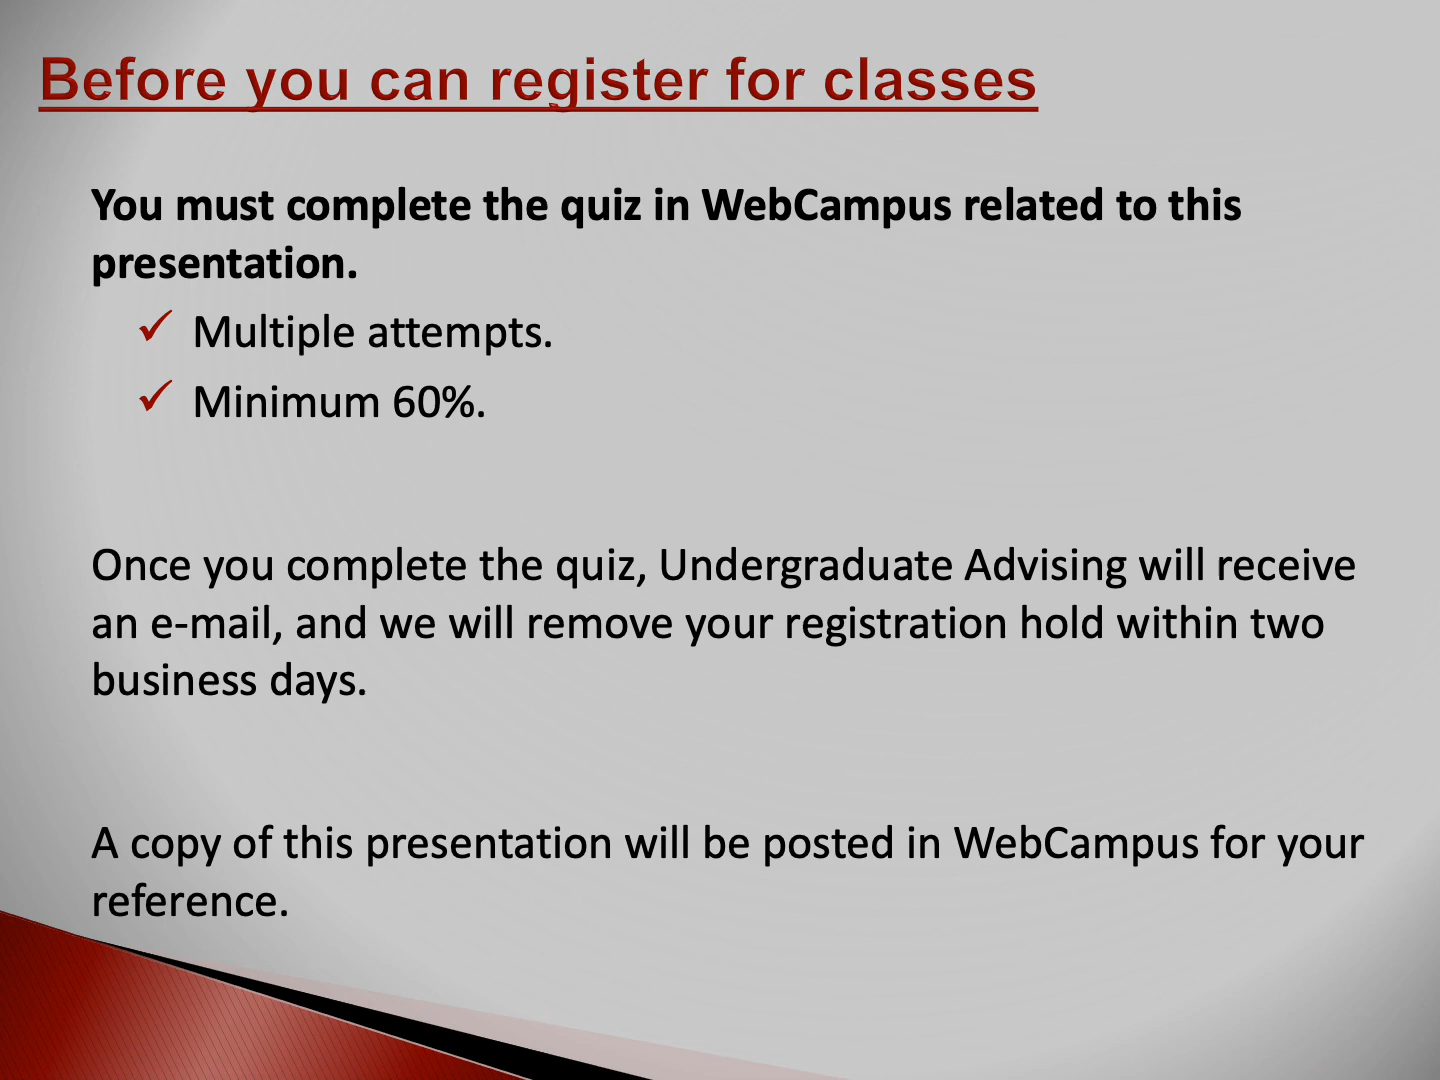 Before you can register for classes
You must complete the quiz in WebCampus related to this
presentation.
✓ Multiple attempts.
✓ Minimum 60%.
Once you complete the quiz, Undergraduate Advising will receive
an e-mail, and we will remove your registration hold within two
business days.
A copy of this presentation will be posted in WebCampus for your
reference.